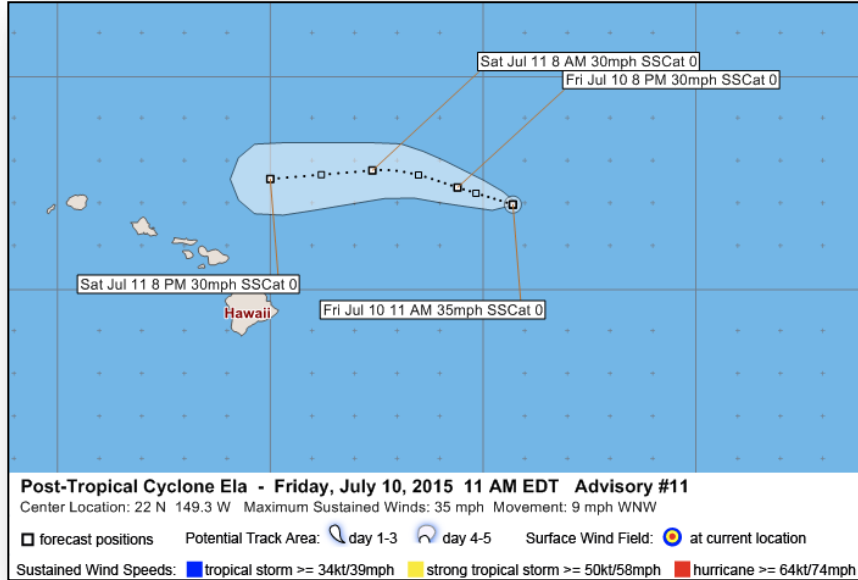 Sat Jul 11 8 AM 30mph SSCat 0
Fri Jul 10 8 PM 30mph SSCat 0
Sat Jul 11 8 PM 30mph SSCat 0
Fri Jul 10 11 AM 35mph SSCat 0
Hawaii
Post-Tropical Cyclone Ela - Friday, July 10, 2015 11 AM EDT Advisory #11
Center Location: 22 N 149.3 W Maximum Sustained Winds: 35 mph Movement: 9 mph WNW
forecast positions Potential Track Area: day 1-3 day 4-5 Surface Wind Field: at current location
Sustained Wind Speeds: tropical storm >= 34kt/39mph strong tropical storm >= 50kt/58mph hurricane >= 64kt/74mph